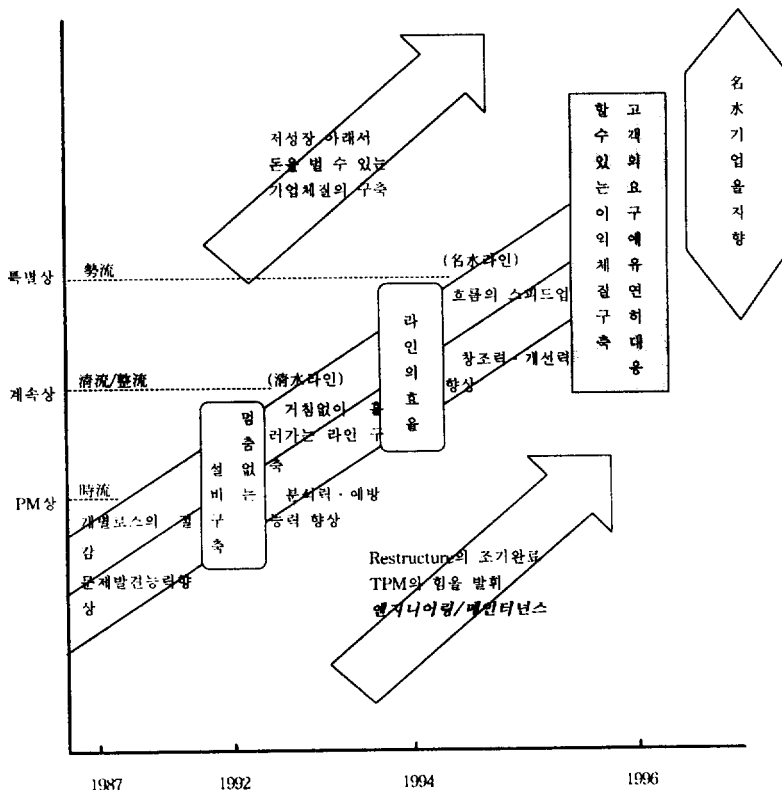 名水기업을지향
고객의요구에유연히대응
할수있는이익체질구축
저성장 아래서
돈을 벌 수 있는
기업체질의 구축
특별상
勢流
(名水라인)
흐름의 스피드업
라인의효율
창조력·개선력
향상
계속상
清流/整流
(清水라인)
거침없이 흘
러가는 라인 구
축
멈춤없는
설비구축
분석력·예방
능력 향상
PM상
時流
개별로스의 절
감
문제발견능력향
상
Restructure의 조기완료
TPM의 힘을 발휘
엔지니어링/메인터넌스
1987
1992
1994
1996